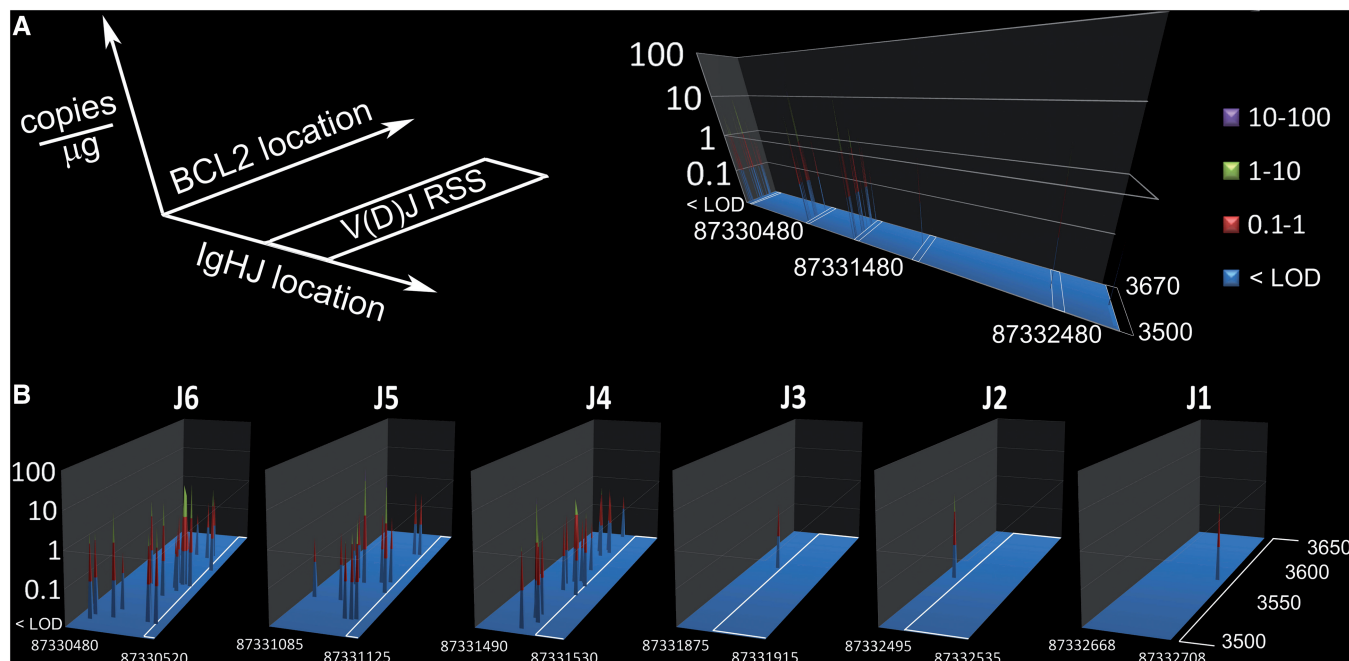 A
copies
μg
BCL2 location
V(D)J RSS
IgHJ location
100
10
1
0.1
< LOD
87330480
87331480
87332480
3670
3500
10-100
1-10
0.1-1
< LOD
B
J6 J5 J4 J3 J2 J1
100
10
1
0.1
< LOD
87330480 87331085 87331490 87331875 87332495 87332668
87330520 87331125 87331530 87331915 87332535 87332708
3650
3600
3550
3500